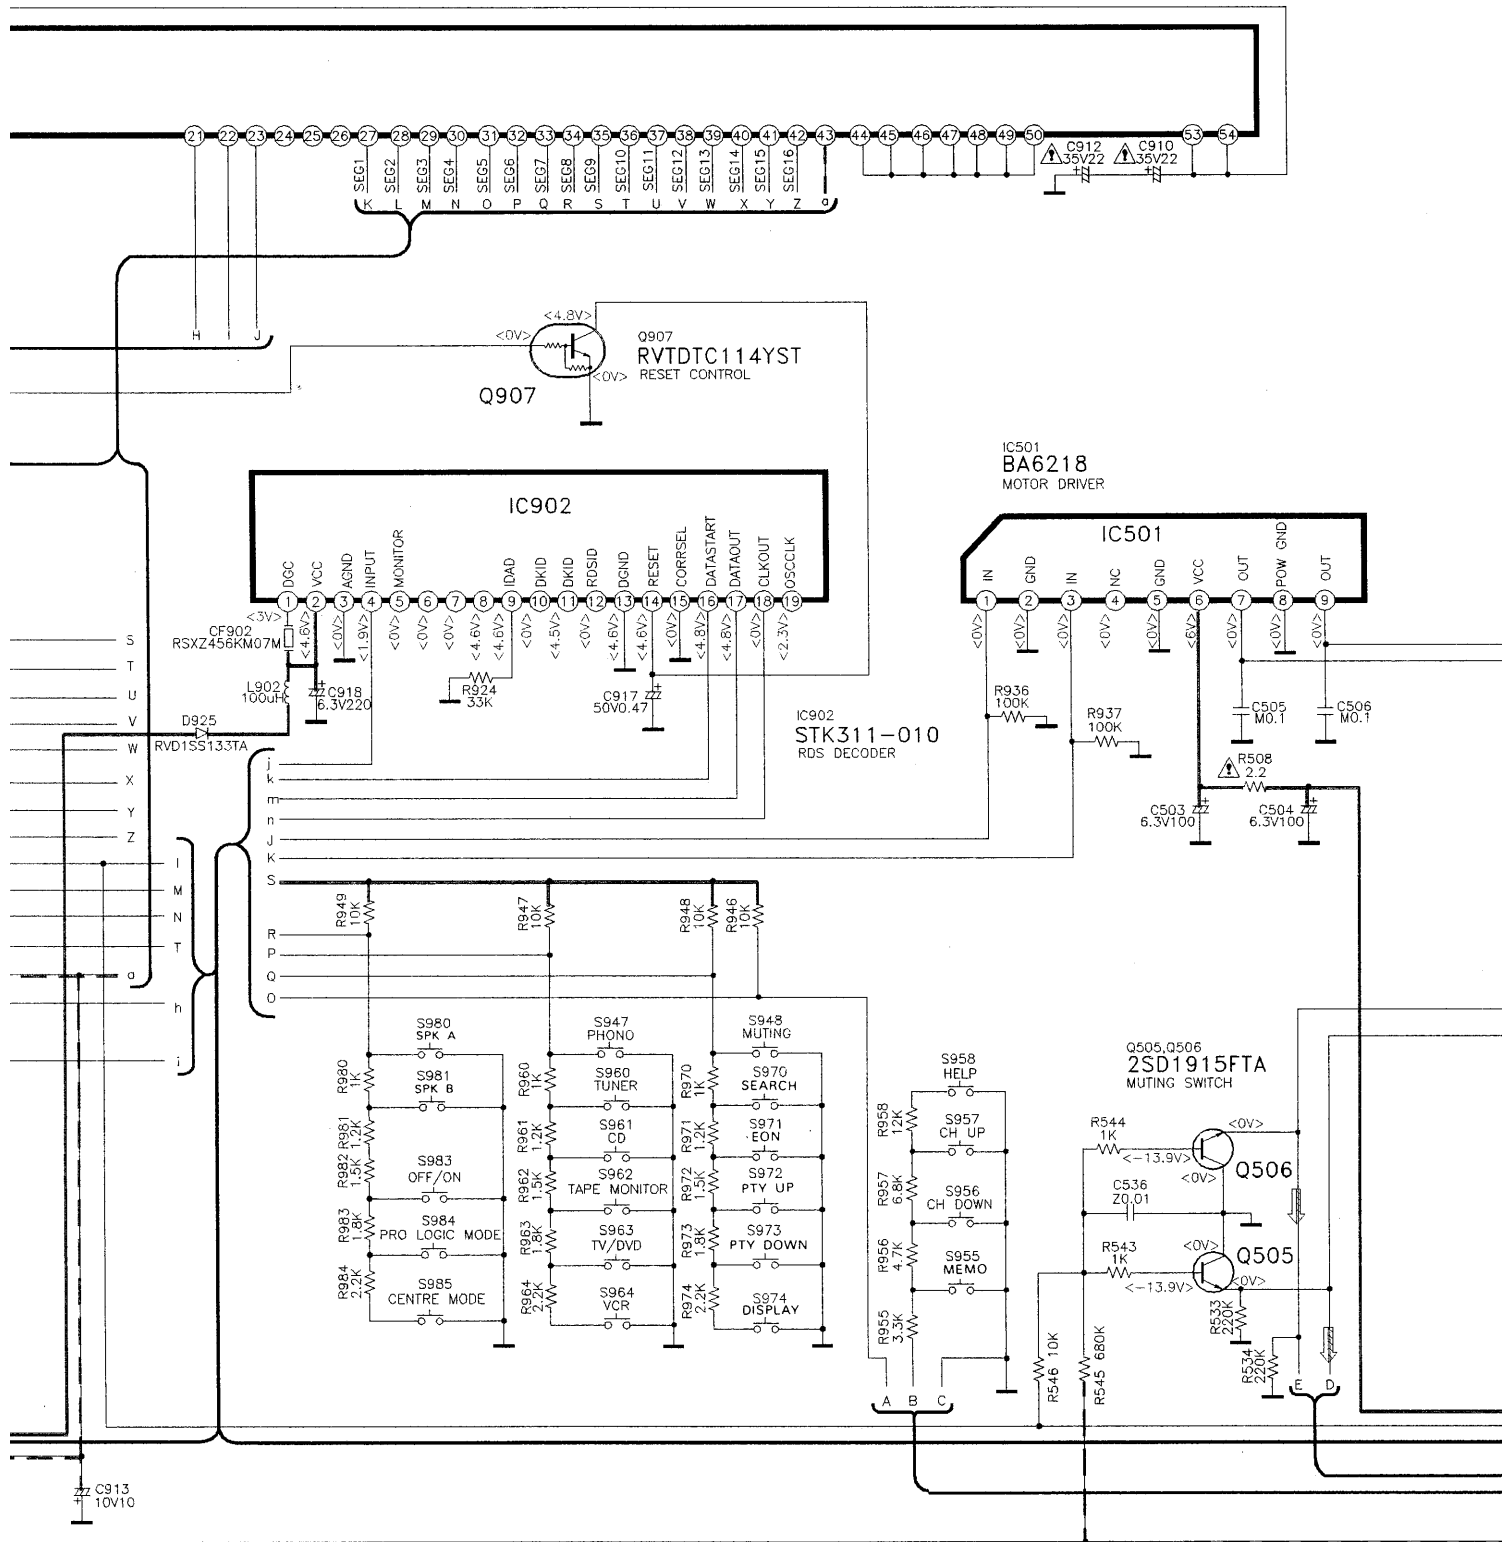 21 22 23 24 25 26 27 28 29 30 31 32 33 34 35 36 37 38 39 40 41 42 43 44 45 46 47 48 49 50 53 54
SEG1 SEG2 SEG3 SEG4 SEG5 SEG6 SEG7 SEG8 SEG9 SEG10 SEG11 SEG12 SEG13 SEG14 SEG15 SEG16
K L M N O P Q R S T U V W X Y Z a
C912
35V22
C910
35V22
H I J
<4.8V>
<0V>
<0V>
Q907
Q907
RVTDTC114YST
RESET CONTROL
IC902
DGC VCC AGND INPUT MONITOR IDAD DKID DKID RDSID DGND RESET CORRSEL DATASTART DATAOUT CLKOUT OSCCLK
1 2 3 4 5 6 7 8 9 10 11 12 13 14 15 16 17 18 19
<3V> <4.6V> <0V> <1.9V> <0V> <0V> <0V> <4.6V> <4.6V> <0V> <4.5V> <0V> <4.6V> <4.6V> <0V> <4.8V> <4.8V> <0V> <2.3V>
CF902
RSXZ456KM07M
L902
100uH
C918
6.3V220
D925
RVD1SS133TA
R924
33K
C917
50V0.47
IC902
STK311-010
RDS DECODER
IC501
BA6218
MOTOR DRIVER
IC501
IN GND IN NC GND VCC OUT POW GND OUT
1 2 3 4 5 6 7 8 9
<0V> <0V> <0V> <0V> <0V> <6V> <0V> <0V> <0V>
R936
100K
R937
100K
C505
M0.1
C506
M0.1
R508
2.2
C503
6.3V100
C504
6.3V100
S
T
U
V
W
X
Y
Z
I
M
N
T
a
h
i
j
k
m
n
J
K
S
R
P
Q
O
R949
10K
R947
10K
R948
10K
R946
10K
S980
SPK A
R980
1K
S981
SPK B
R981
1.2K
R982
1.5K
S983
OFF/ON
R983
1.8K
S984
PRO LOGIC MODE
R984
2.2K
S985
CENTRE MODE
S947
PHONO
R960
1K
S960
TUNER
R961
1.2K
S961
CD
R962
1.5K
S962
TAPE MONITOR
R963
1.8K
S963
TV/DVD
R964
2.2K
S964
VCR
S948
MUTING
R970
1K
S970
SEARCH
R971
1.2K
S971
EON
R972
1.5K
S972
PTY UP
R973
1.8K
S973
PTY DOWN
R974
2.2K
S974
DISPLAY
S958
HELP
R958
12K
S957
CH UP
R957
6.8K
S956
CH DOWN
R956
4.7K
S955
MEMO
R955
3.3K
A B C
Q505,Q506
2SD1915FTA
MUTING SWITCH
R544
1K
<0V>
<-13.9V>
<0V>
Q506
C536
Z0.01
R543
1K
<0V>
Q505
<-13.9V>
<0V>
R533
220K
R534
220K
R546 10K
R545 680K
E D
C913
10V10